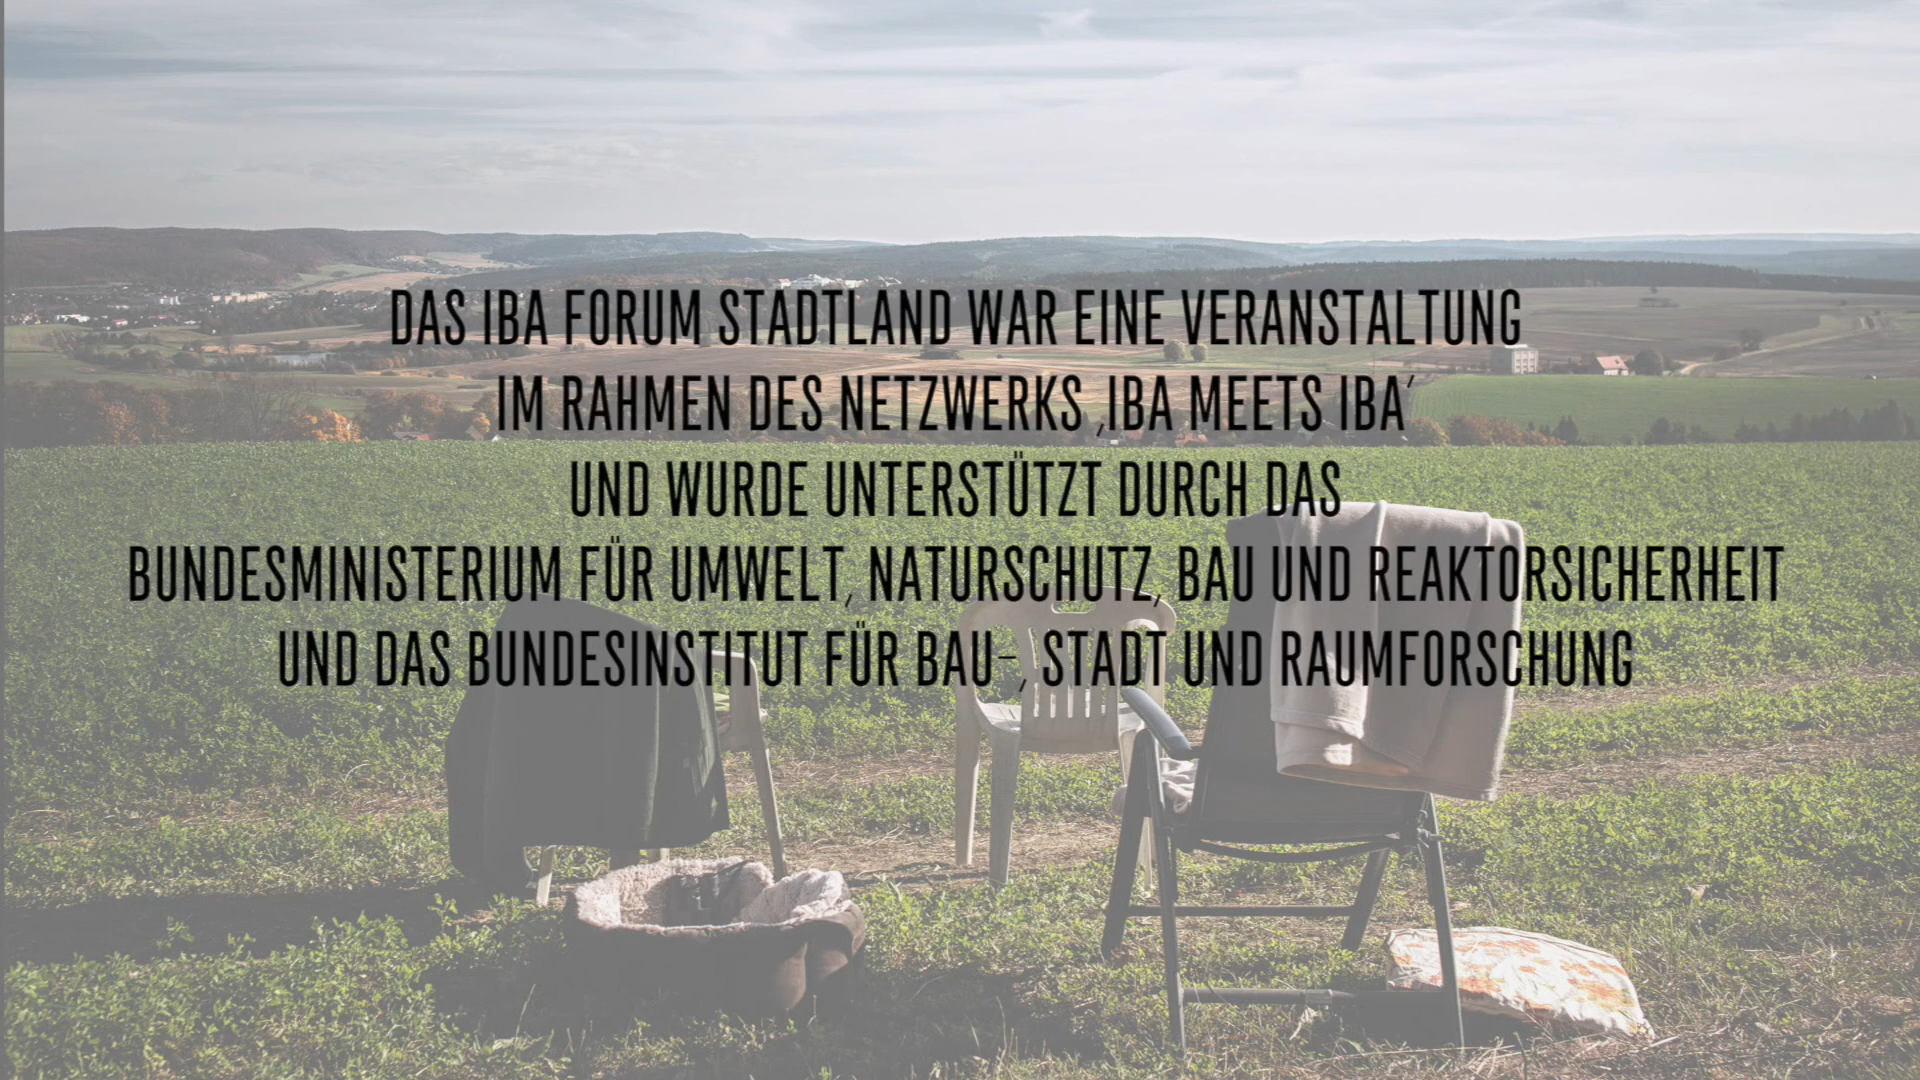 DAS IBA FORUM STADTLAND WAR EINE VERANSTALTUNG
IM RAHMEN DES NETZWERKS ‚IBA MEETS IBA‘
UND WURDE UNTERSTÜTZT DURCH DAS
BUNDESMINISTERIUM FÜR UMWELT, NATURSCHUTZ, BAU UND REAKTORSICHERHEIT
UND DAS BUNDESINSTITUT FÜR BAU-, STADT UND RAUMFORSCHUNG